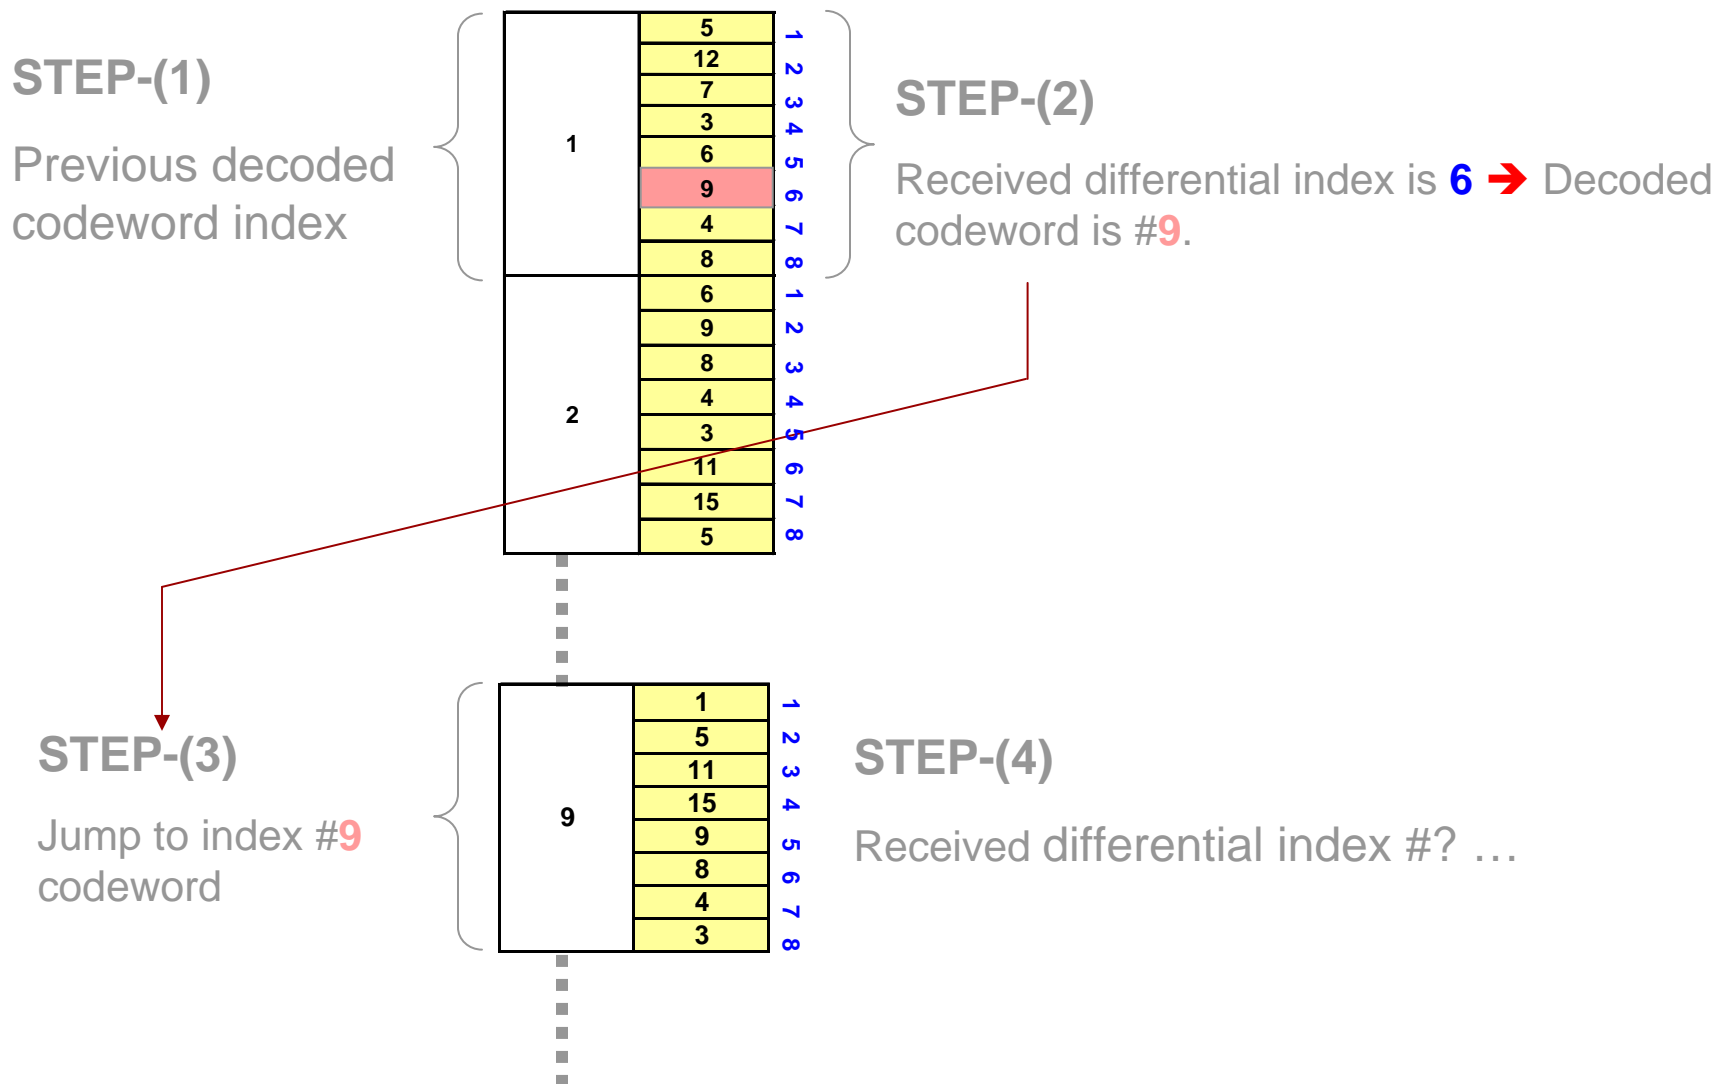 STEP-(1)
Previous decoded
codeword index
1
5 1
12 2
7 3
3 4
6 5
9 6
4 7
8 8
STEP-(2)
Received differential index is 6 ➔ Decoded
codeword is #9.
2
6 1
9 2
8 3
4 4
3 5
11 6
15 7
5 8
STEP-(3)
Jump to index #9
codeword
9
1 1
5 2
11 3
15 4
9 5
8 6
4 7
3 8
STEP-(4)
Received differential index #? …